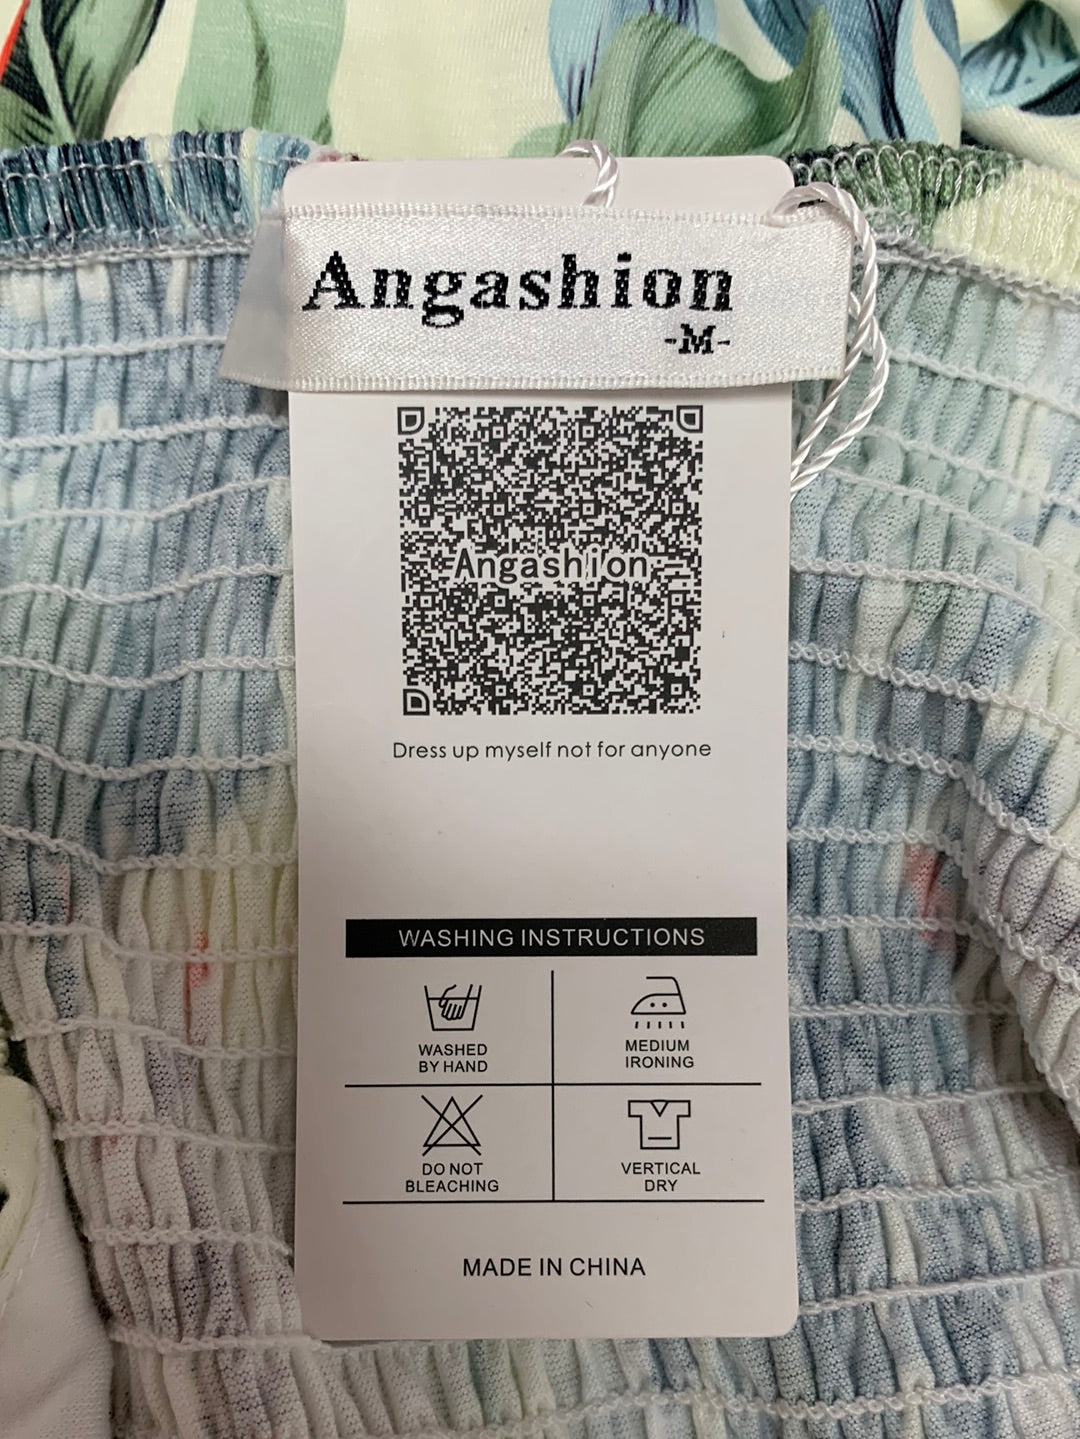 Angashion
-M-
Angashion
Dress up myself not for anyone
WASHING INSTRUCTIONS
WASHED
BY HAND
MEDIUM
IRONING
DO NOT
BLEACHING
VERTICAL
DRY
MADE IN CHINA